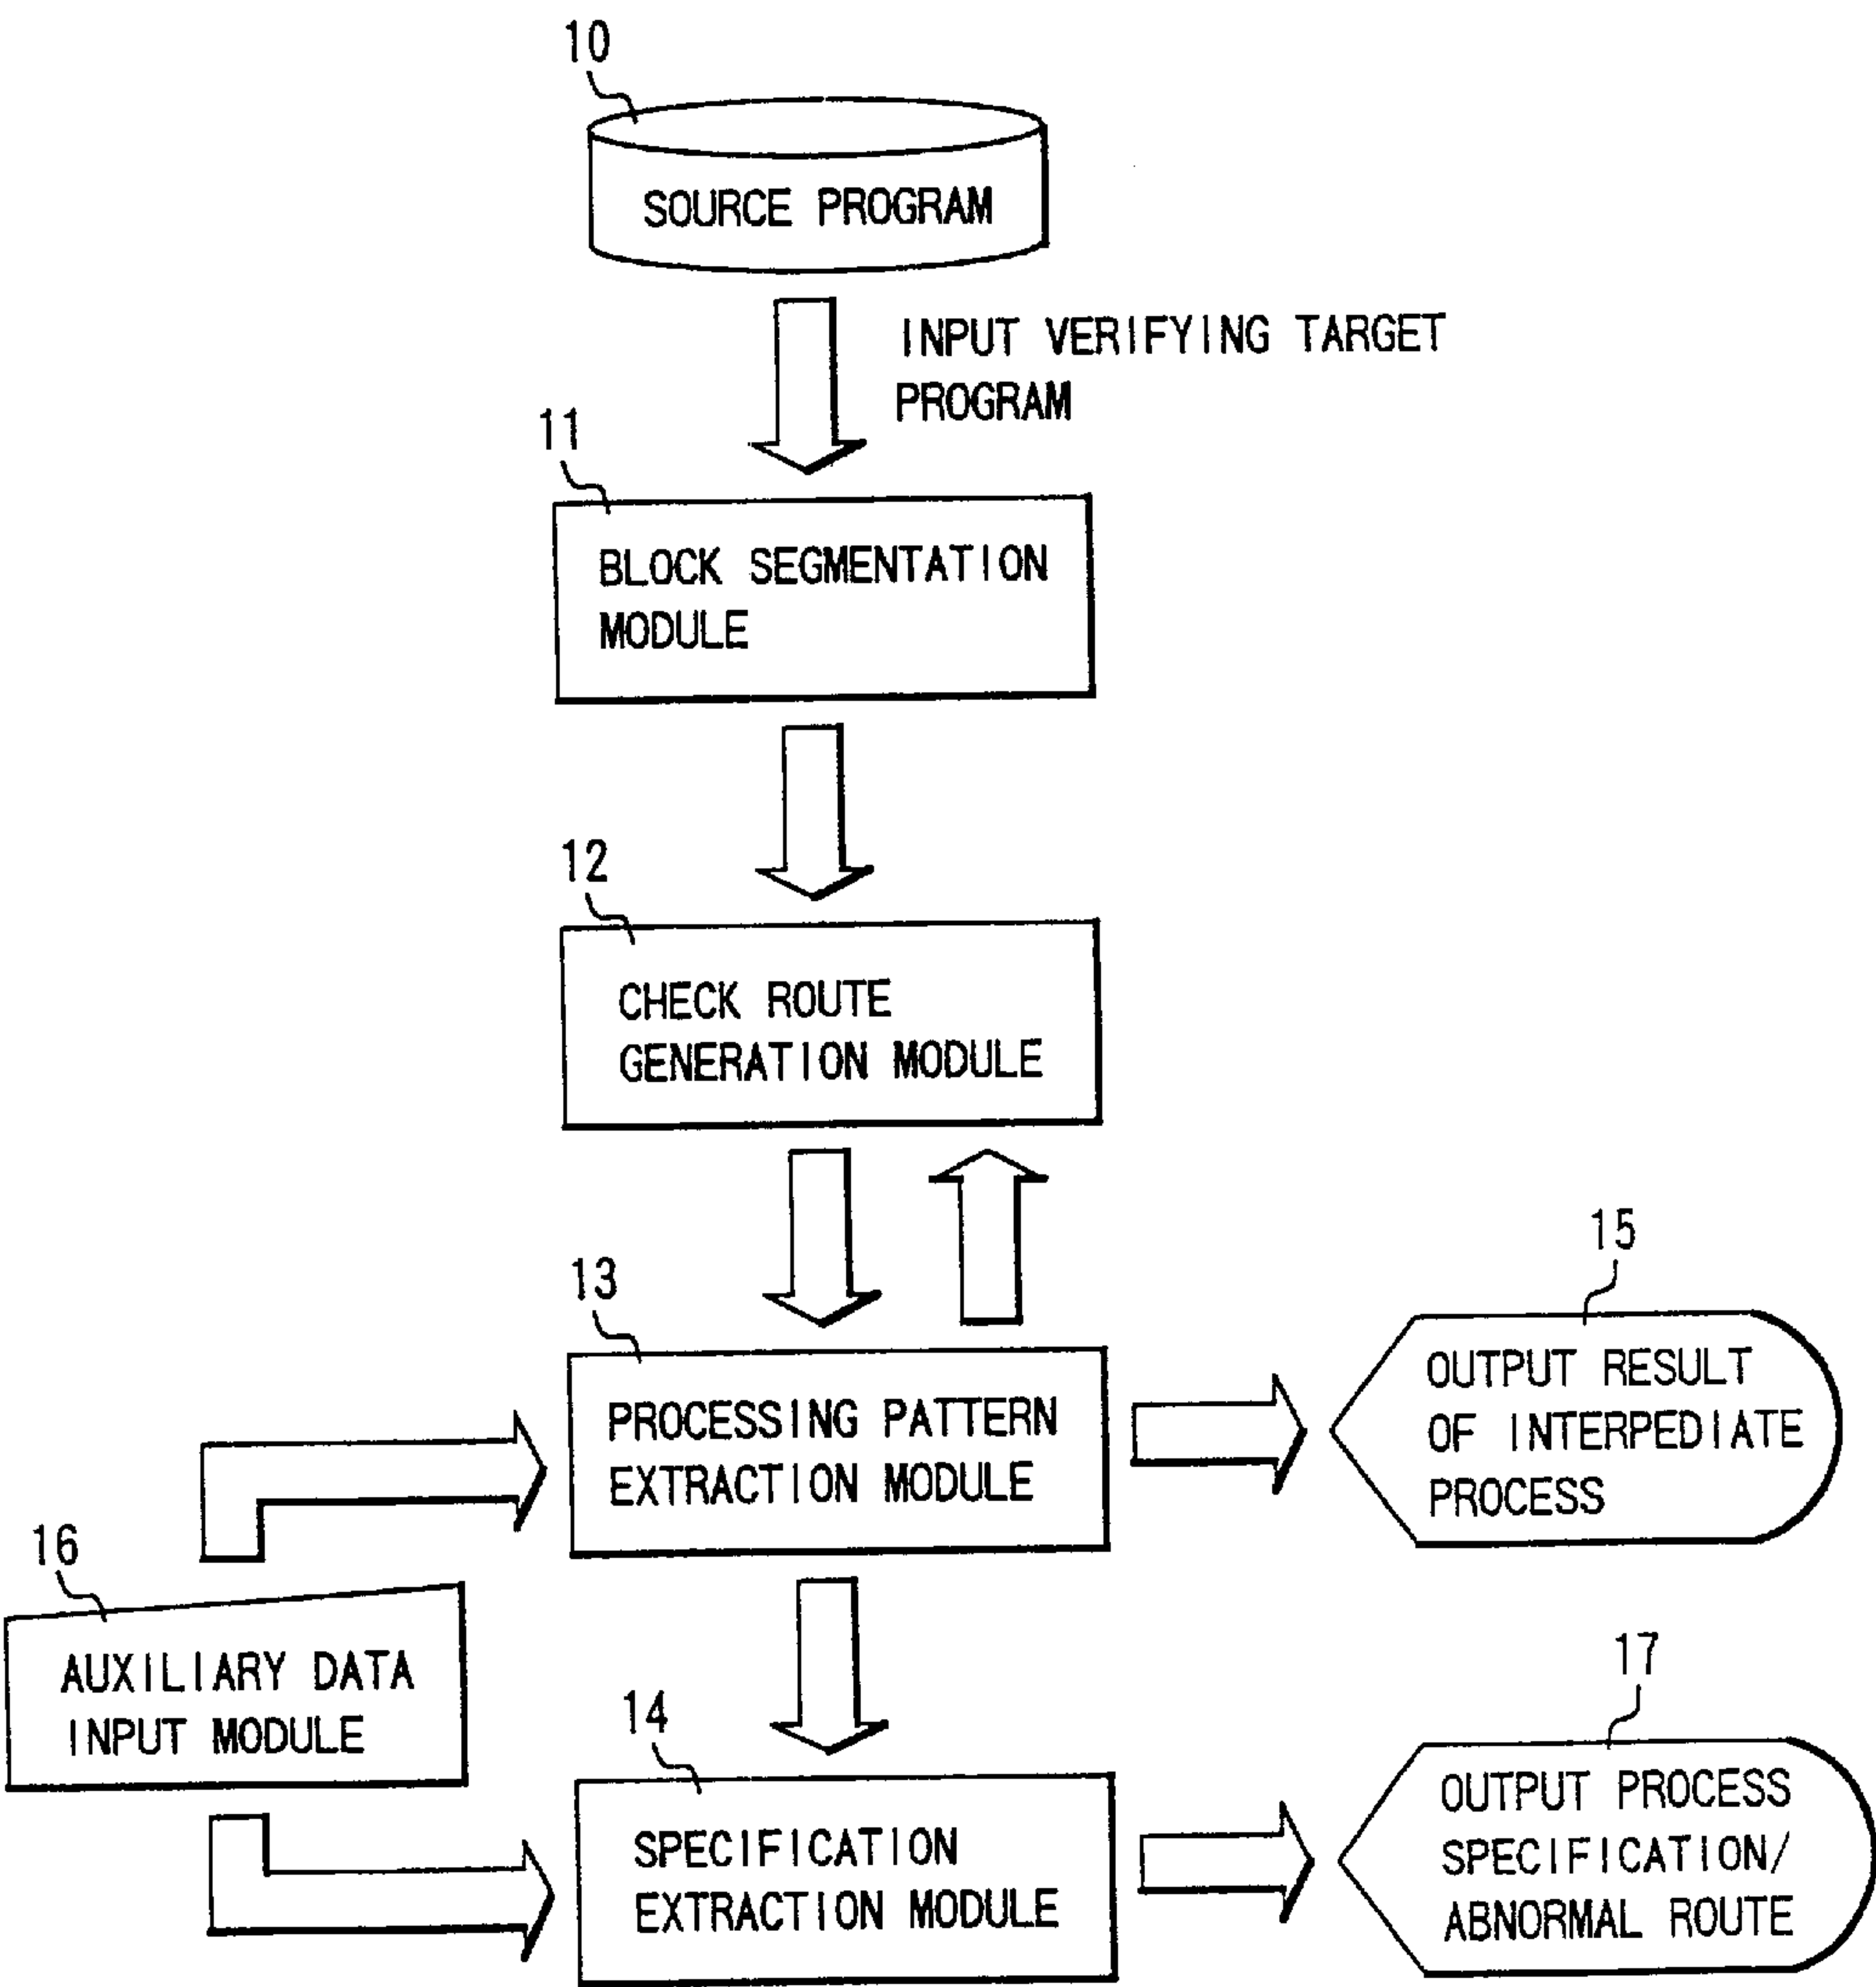 10
SOURCE PROGRAM
INPUT VERIFYING TARGET
PROGRAM
11
BLOCK SEGMENTATION
MODULE
12
CHECK ROUTE
GENERATION MODULE
13
PROCESSING PATTERN
EXTRACTION MODULE
15
OUTPUT RESULT
OF INTERPEDIATE
PROCESS
16
AUXILIARY DATA
INPUT MODULE
14
SPECIFICATION
EXTRACTION MODULE
17
OUTPUT PROCESS
SPECIFICATION/
ABNORMAL ROUTE